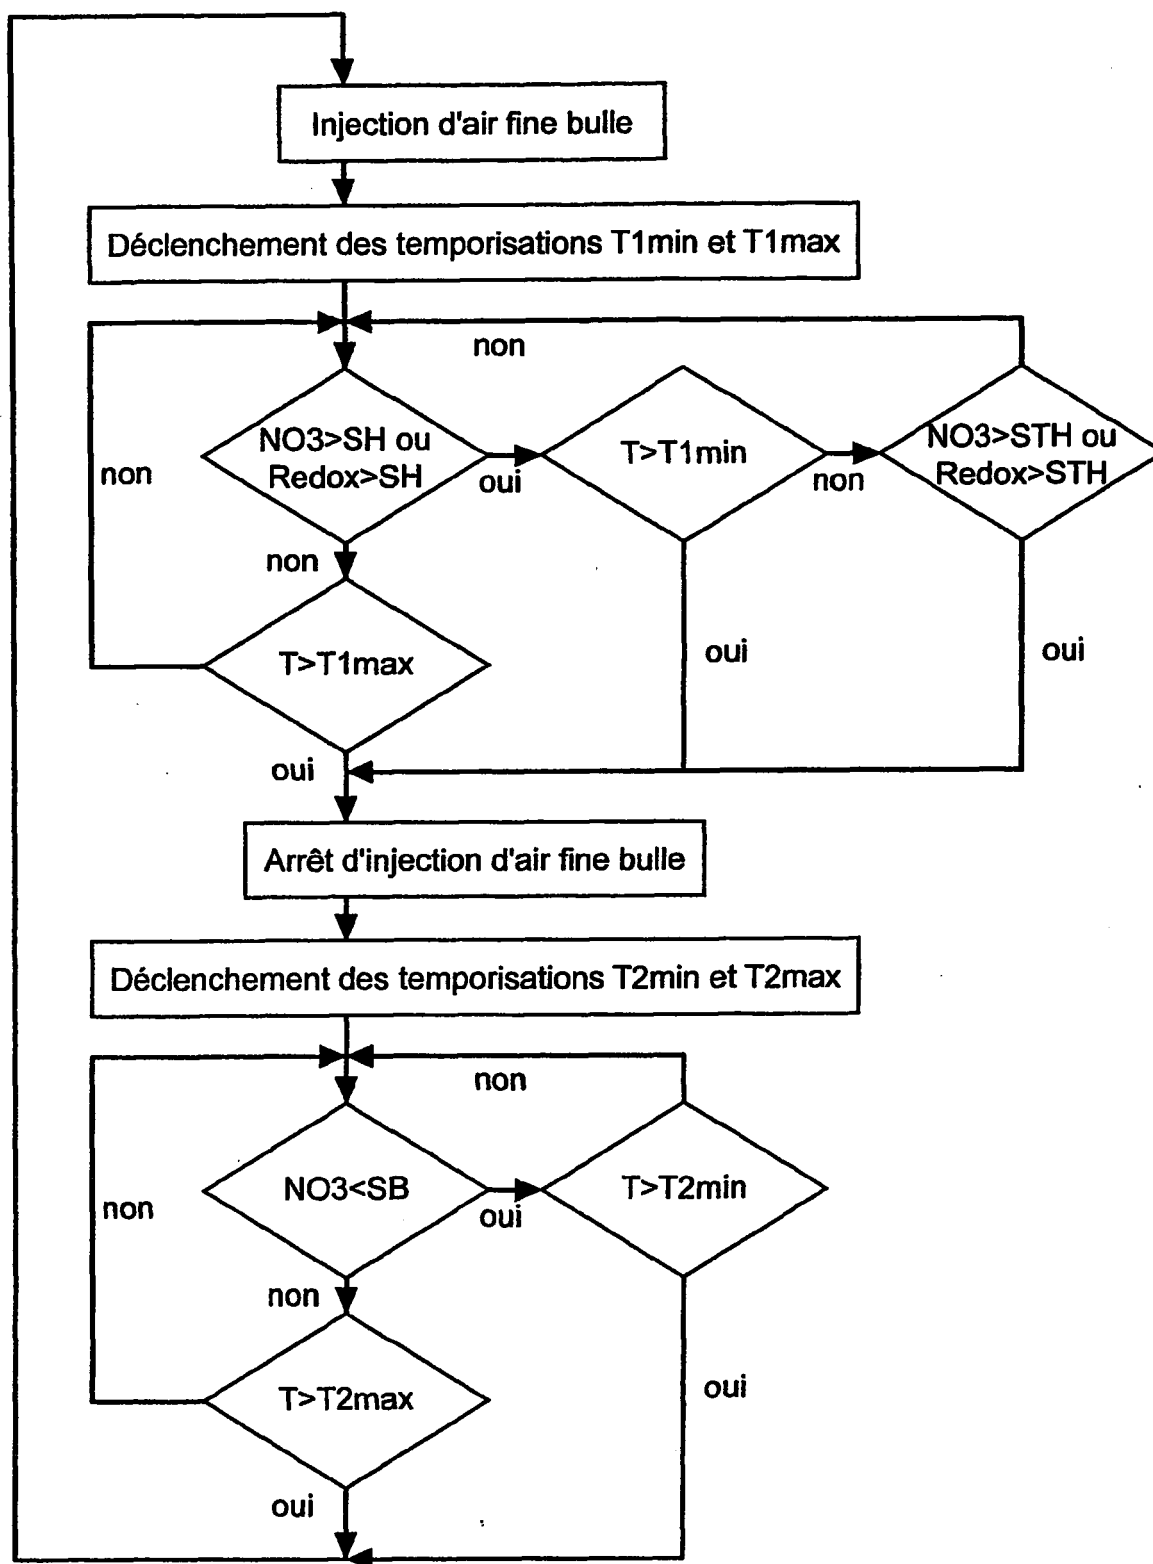 Injection d'air fine bulle
Déclenchement des temporisations T1min et T1max
non
NO3>SH ou
Redox>SH
oui
T>T1min
non
NO3>STH ou
Redox>STH
non
non
T>T1max
oui
oui
oui
Arrêt d'injection d'air fine bulle
Déclenchement des temporisations T2min et T2max
non
NO3<SB
oui
T>T2min
non
non
T>T2max
oui
oui